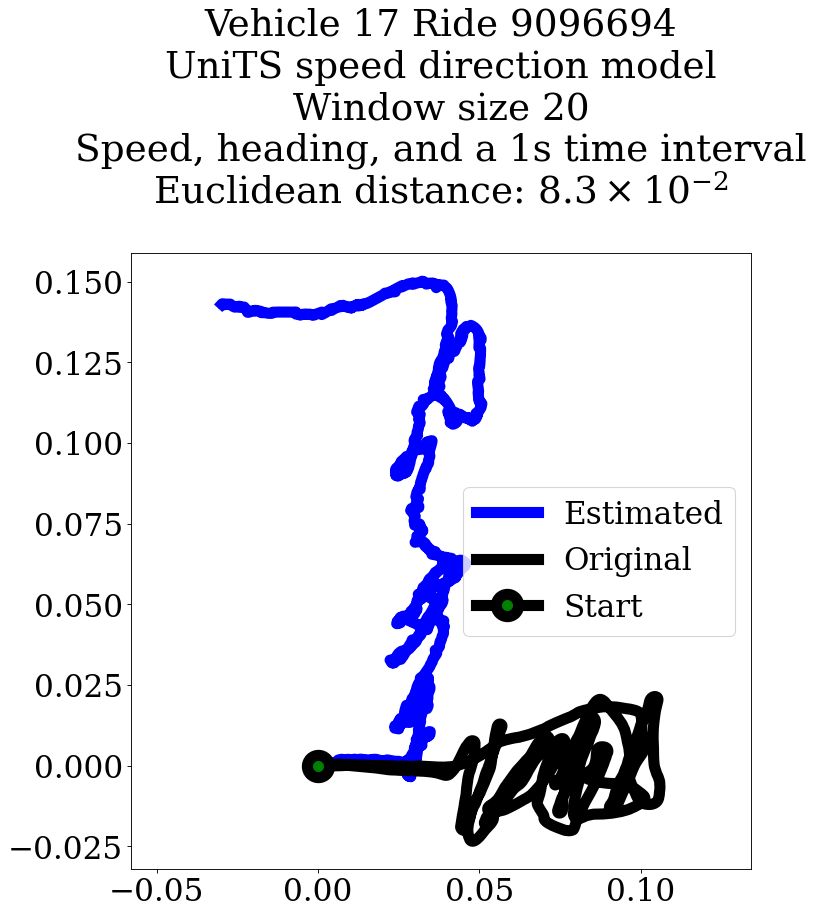 Vehicle 17 Ride 9096694
UniTS speed direction model
Window size 20
Speed, heading, and a 1s time interval
Euclidean distance: 8.3 × 10⁻²
0.150
0.125
0.100
0.075
0.050
0.025
0.000
−0.025
Estimated
Original
Start
−0.05 0.00 0.05 0.10